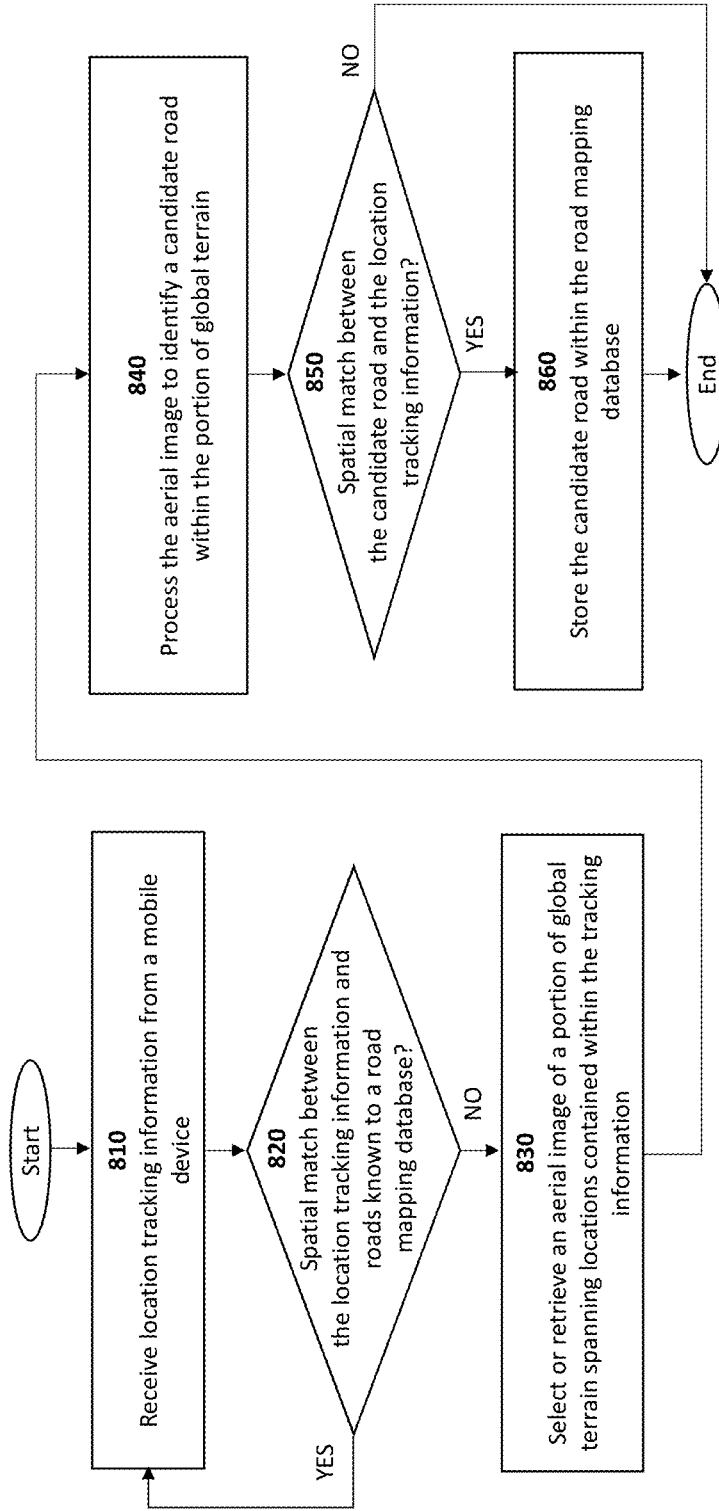 Start
810
Receive location tracking information from a mobile
device
820
Spatial match between
the location tracking information and
roads known to a road
mapping database?
YES
NO
830
Select or retrieve an aerial image of a portion of global
terrain spanning locations contained within the tracking
information
840
Process the aerial image to identify a candidate road
within the portion of global terrain
850
Spatial match between
the candidate road and the location
tracking information?
NO
YES
860
Store the candidate road within the road mapping
database
End